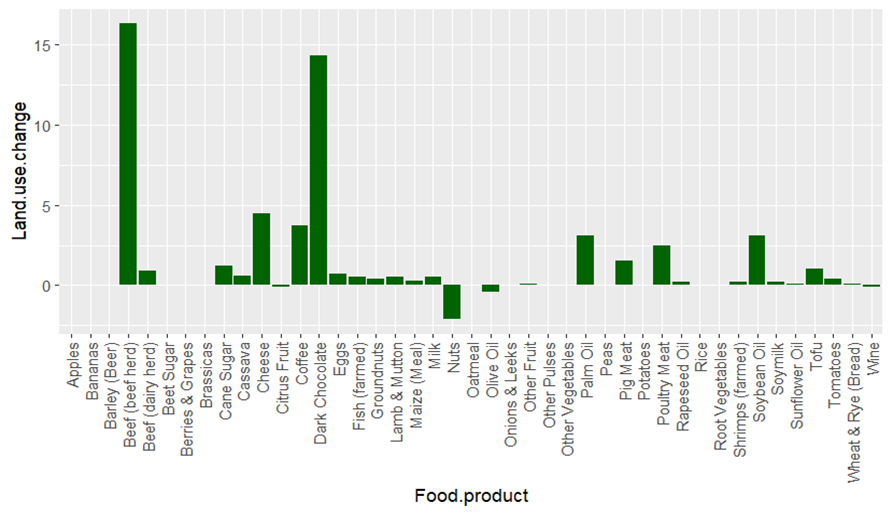 Land.use.change
15
10
5
0
Apples
Bananas
Barley (Beer)
Beef (beef herd)
Beef (dairy herd)
Beet Sugar
Berries & Grapes
Brassicas
Cane Sugar
Cassava
Cheese
Citrus Fruit
Coffee
Dark Chocolate
Eggs
Fish (farmed)
Groundnuts
Lamb & Mutton
Maize (Meal)
Milk
Nuts
Oatmeal
Olive Oil
Onions & Leeks
Other Fruit
Other Pulses
Other Vegetables
Palm Oil
Peas
Pig Meat
Potatoes
Poultry Meat
Rapeseed Oil
Rice
Root Vegetables
Shrimps (farmed)
Soybean Oil
Soymilk
Sunflower Oil
Tofu
Tomatoes
Wheat & Rye (Bread)
Wine
Food.product